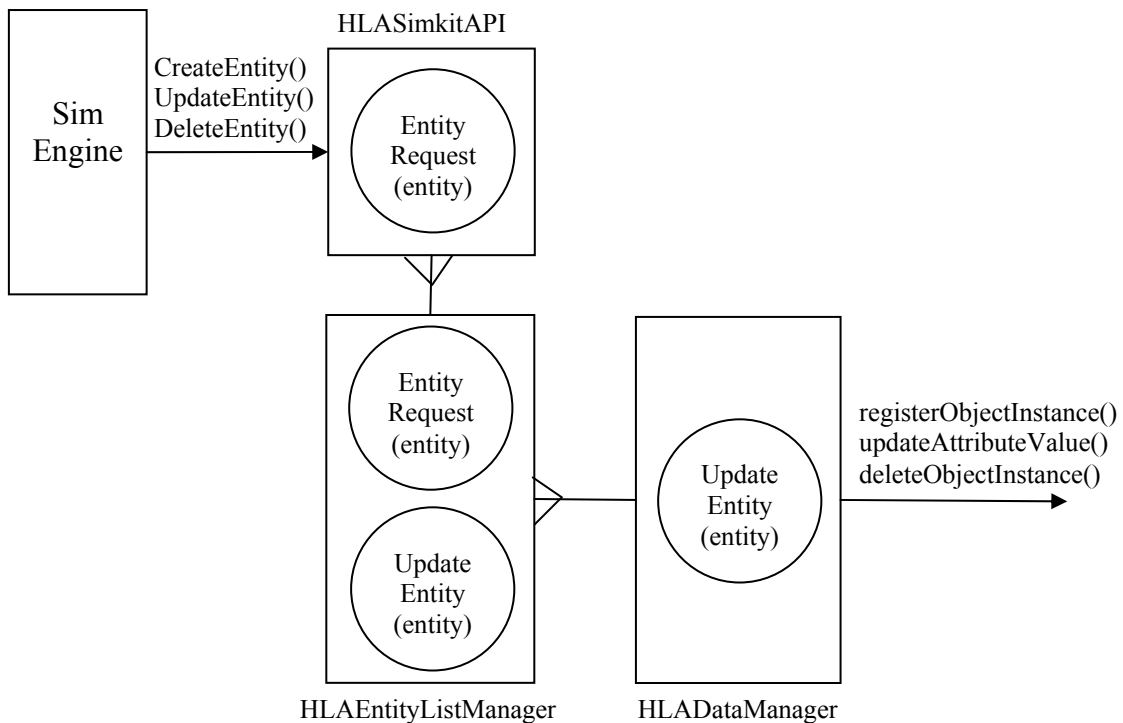 HLASimkitAPI
Sim
Engine
CreateEntity()
UpdateEntity()
DeleteEntity()
Entity
Request
(entity)
Entity
Request
(entity)
Update
Entity
(entity)
HLAEntityListManager
Update
Entity
(entity)
HLADataManager
registerObjectInstance()
updateAttributeValue()
deleteObjectInstance()